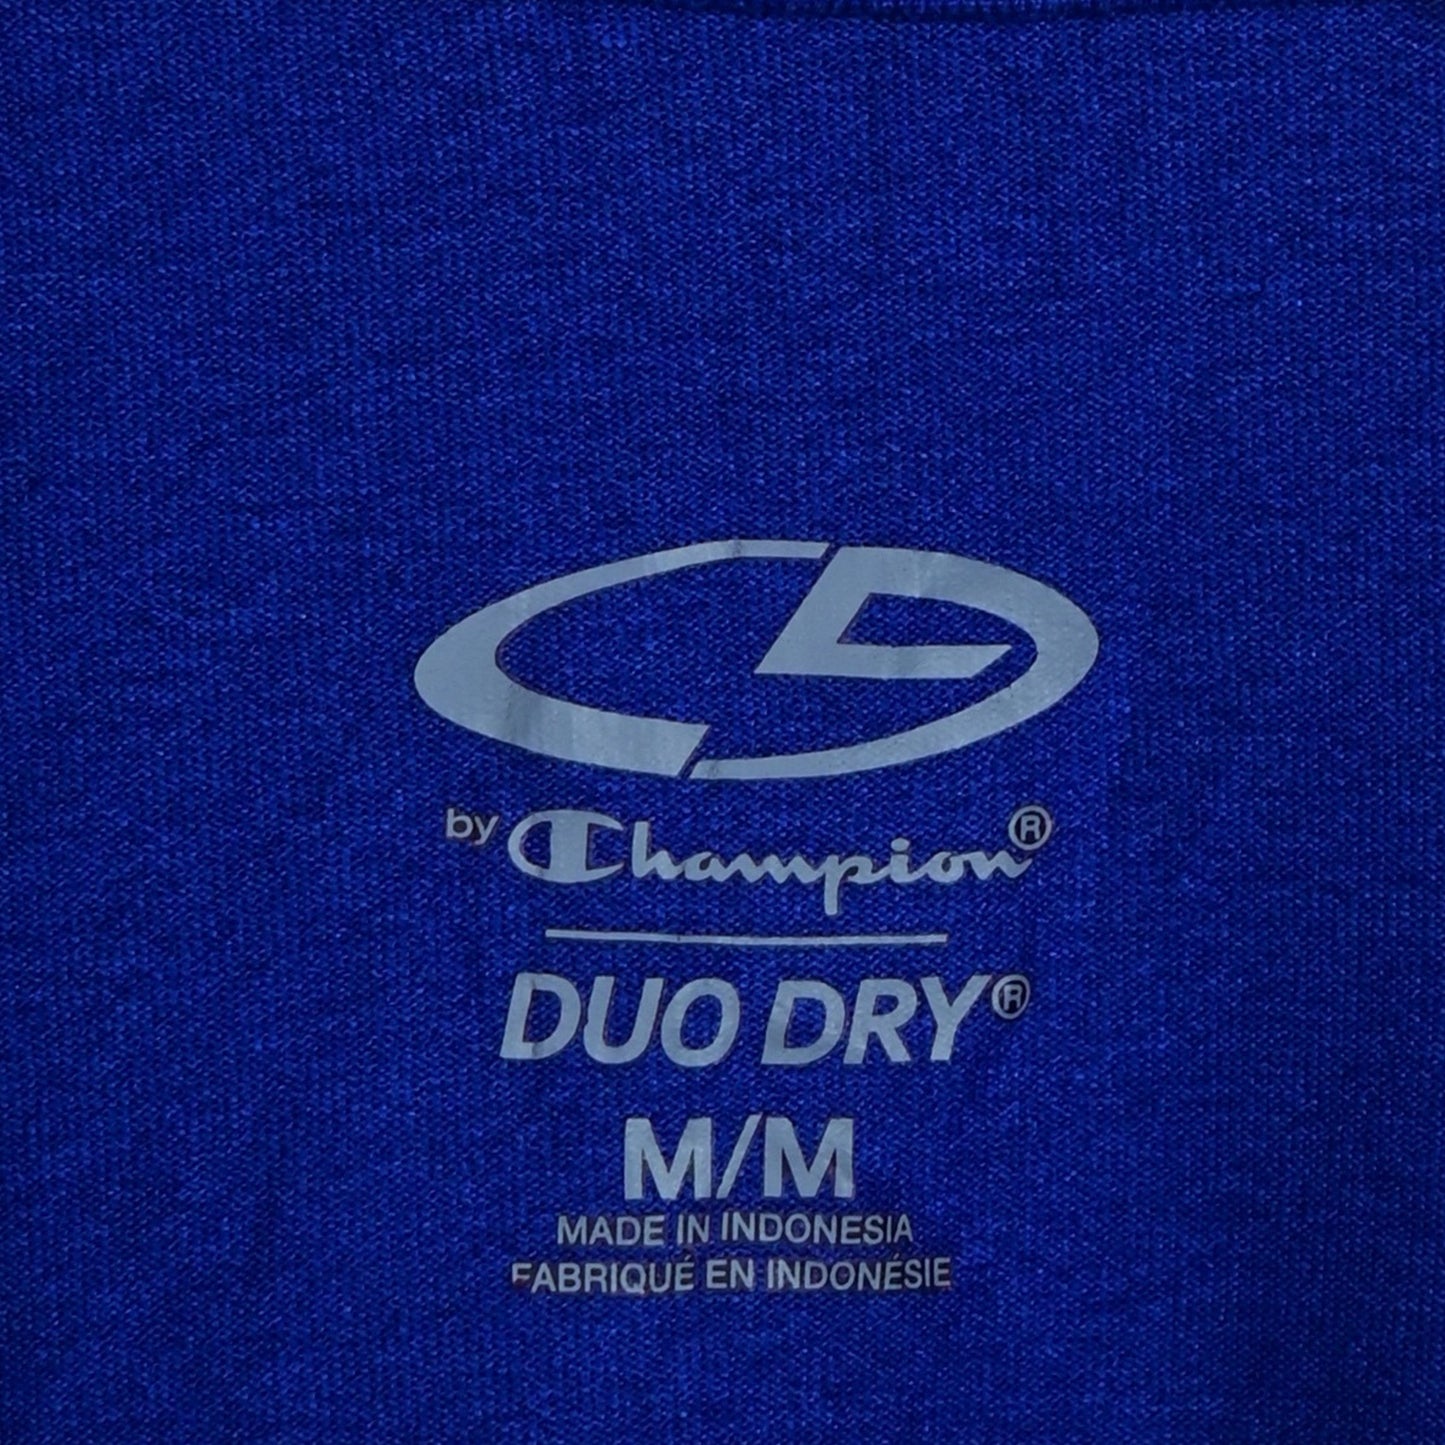 by Champion®
DUO DRY®
M/M
MADE IN INDONESIA
FABRIQUÉ EN INDONÉSIE